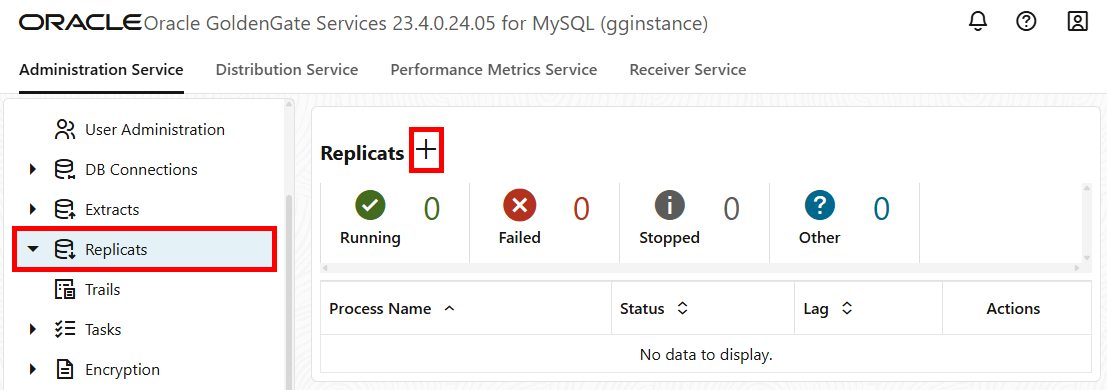 ORACLE Oracle GoldenGate Services 23.4.0.24.05 for MySQL (gginstance)
Administration Service Distribution Service Performance Metrics Service Receiver Service
User Administration
DB Connections
Extracts
Replicats
Trails
Tasks
Encryption
Replicats
0 0 0 0
Running Failed Stopped Other
Process Name Status Lag Actions
No data to display.